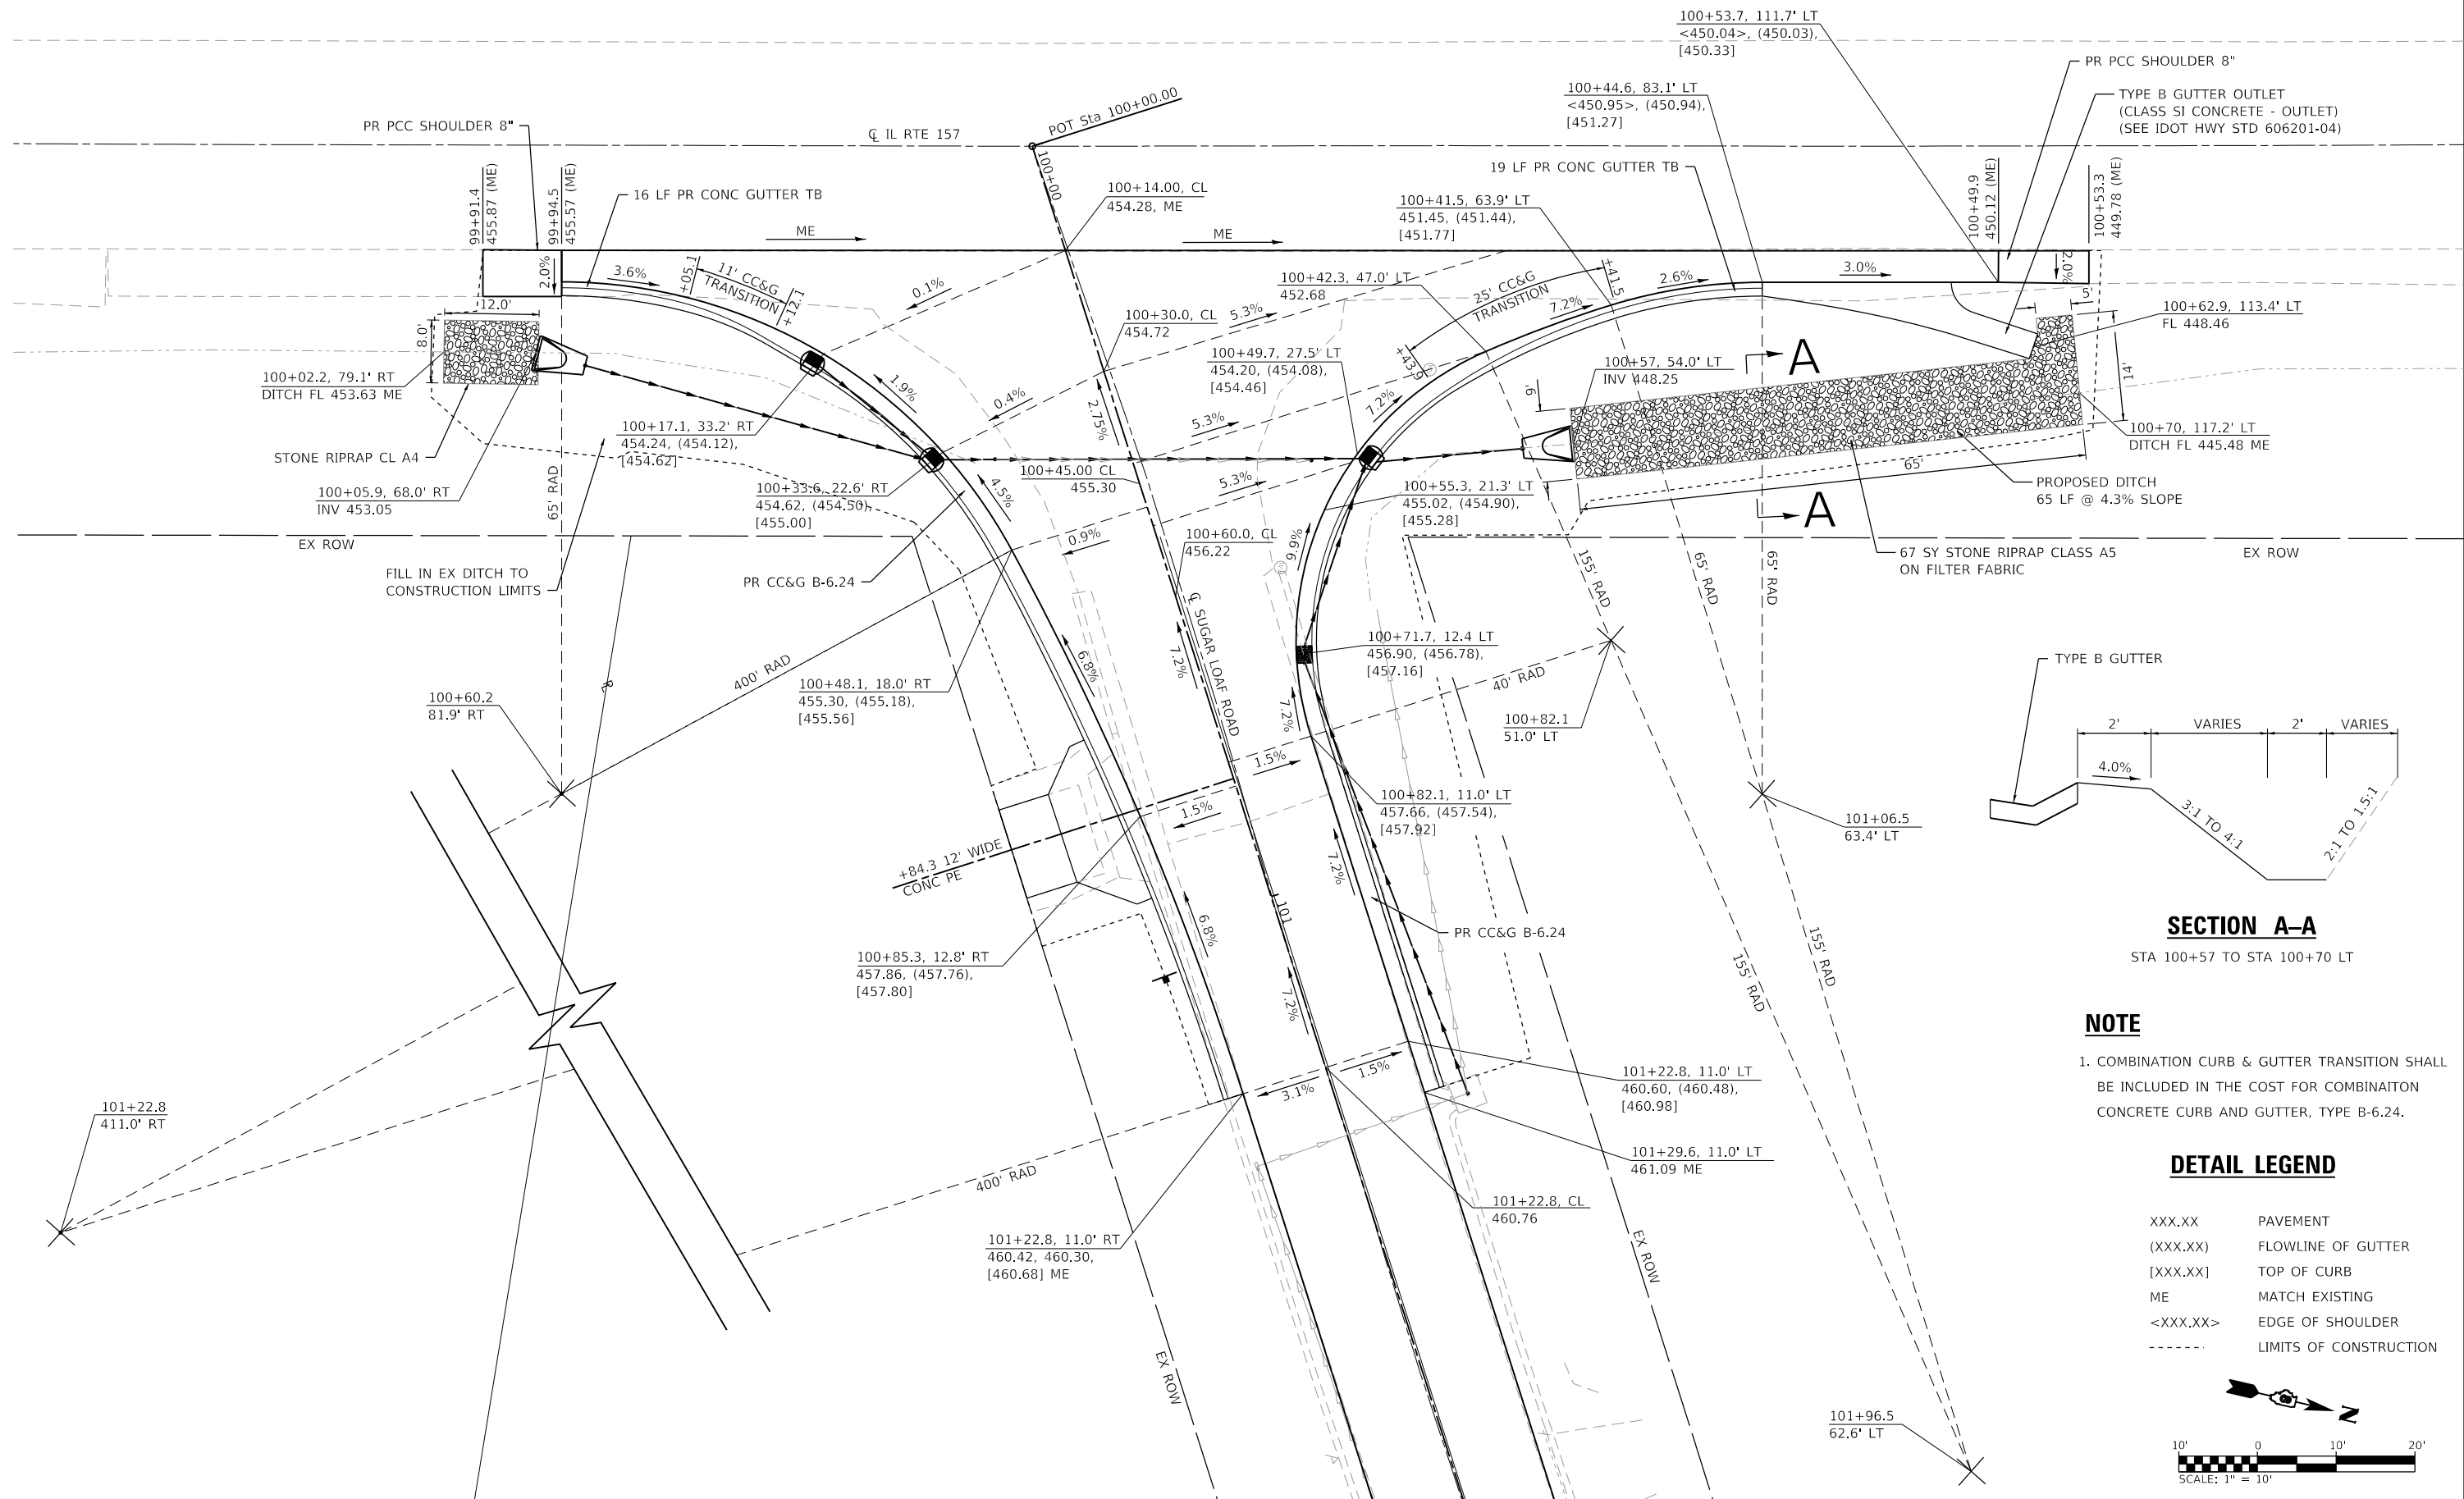 100+53.7, 111.7' LT
<450.04>, (450.03),
[450.33]
PR PCC SHOULDER 8"
100+44.6, 83.1' LT
<450.95>, (450.94),
[451.27]
TYPE B GUTTER OUTLET
(CLASS SI CONCRETE - OUTLET)
(SEE IDOT HWY STD 606201-04)
PR PCC SHOULDER 8"
℄ IL RTE 157
POT Sta 100+00.00
100+00
99+91.4
455.87 (ME)
99+94.5
455.57 (ME)
16 LF PR CONC GUTTER TB
100+14.00, CL
454.28, ME
19 LF PR CONC GUTTER TB
100+41.5, 63.9' LT
451.45, (451.44),
[451.77]
100+49.9
450.12 (ME)
100+53.3
449.78 (ME)
ME
ME
2.0%
3.6%
+05.1
11' CC&G
TRANSITION
+12.1
0.1%
100+42.3, 47.0' LT
452.68
25' CC&G
TRANSITION
+41.5
+43.9
2.6%
7.2%
3.0%
2.0%
5'
12.0'
8.0'
100+30.0, CL
454.72
5.3%
100+62.9, 113.4' LT
FL 448.46
100+49.7, 27.5' LT
454.20, (454.08),
[454.46]
100+57, 54.0' LT
INV 448.25
A
14'
6'
100+02.2, 79.1' RT
DITCH FL 453.63 ME
1.9%
0.4%
2.75%
7.2%
100+17.1, 33.2' RT
454.24, (454.12),
[454.62]
5.3%
100+70, 117.2' LT
DITCH FL 445.48 ME
STONE RIPRAP CL A4
100+05.9, 68.0' RT
INV 453.05
65' RAD
100+33.6, 22.6' RT
454.62, (454.50),
[455.00]
4.5%
100+45.00 CL
455.30
5.3%
100+55.3, 21.3' LT
455.02, (454.90),
[455.28]
65'
A
PROPOSED DITCH
65 LF @ 4.3% SLOPE
EX ROW
0.9%
100+60.0, CL
456.22
9.9%
67 SY STONE RIPRAP CLASS A5
ON FILTER FABRIC
EX ROW
FILL IN EX DITCH TO
CONSTRUCTION LIMITS
PR CC&G B-6.24
155' RAD
65' RAD
65' RAD
℄ SUGAR LOAF ROAD
7.2%
6.8%
400' RAD
100+60.2
81.9' RT
100+48.1, 18.0' RT
455.30, (455.18),
[455.56]
100+71.7, 12.4 LT
456.90, (456.78),
[457.16]
40' RAD
100+82.1
51.0' LT
7.2%
1.5%
TYPE B GUTTER
2'
VARIES
2'
VARIES
4.0%
3:1 TO 4:1
2:1 TO 1.5:1
100+82.1, 11.0' LT
457.66, (457.54),
[457.92]
101+06.5
63.4' LT
1.5%
+84.3 12' WIDE
CONC PE
7.2%
101
6.8%
PR CC&G B-6.24
155' RAD
155' RAD
SECTION A–A
STA 100+57 TO STA 100+70 LT
100+85.3, 12.8' RT
457.86, (457.76),
[457.80]
7.2%
NOTE
1. COMBINATION CURB & GUTTER TRANSITION SHALL
BE INCLUDED IN THE COST FOR COMBINAITON
CONCRETE CURB AND GUTTER, TYPE B-6.24.
3.1%
1.5%
101+22.8, 11.0' LT
460.60, (460.48),
[460.98]
101+22.8
411.0' RT
101+29.6, 11.0' LT
461.09 ME
400' RAD
101+22.8, CL
460.76
101+22.8, 11.0' RT
460.42, 460.30,
[460.68] ME
EX ROW
EX ROW
DETAIL LEGEND
XXX.XX PAVEMENT
(XXX.XX) FLOWLINE OF GUTTER
[XXX.XX] TOP OF CURB
ME MATCH EXISTING
<XXX.XX> EDGE OF SHOULDER
LIMITS OF CONSTRUCTION
N
101+96.5
62.6' LT
10' 0 10' 20'
SCALE: 1" = 10'